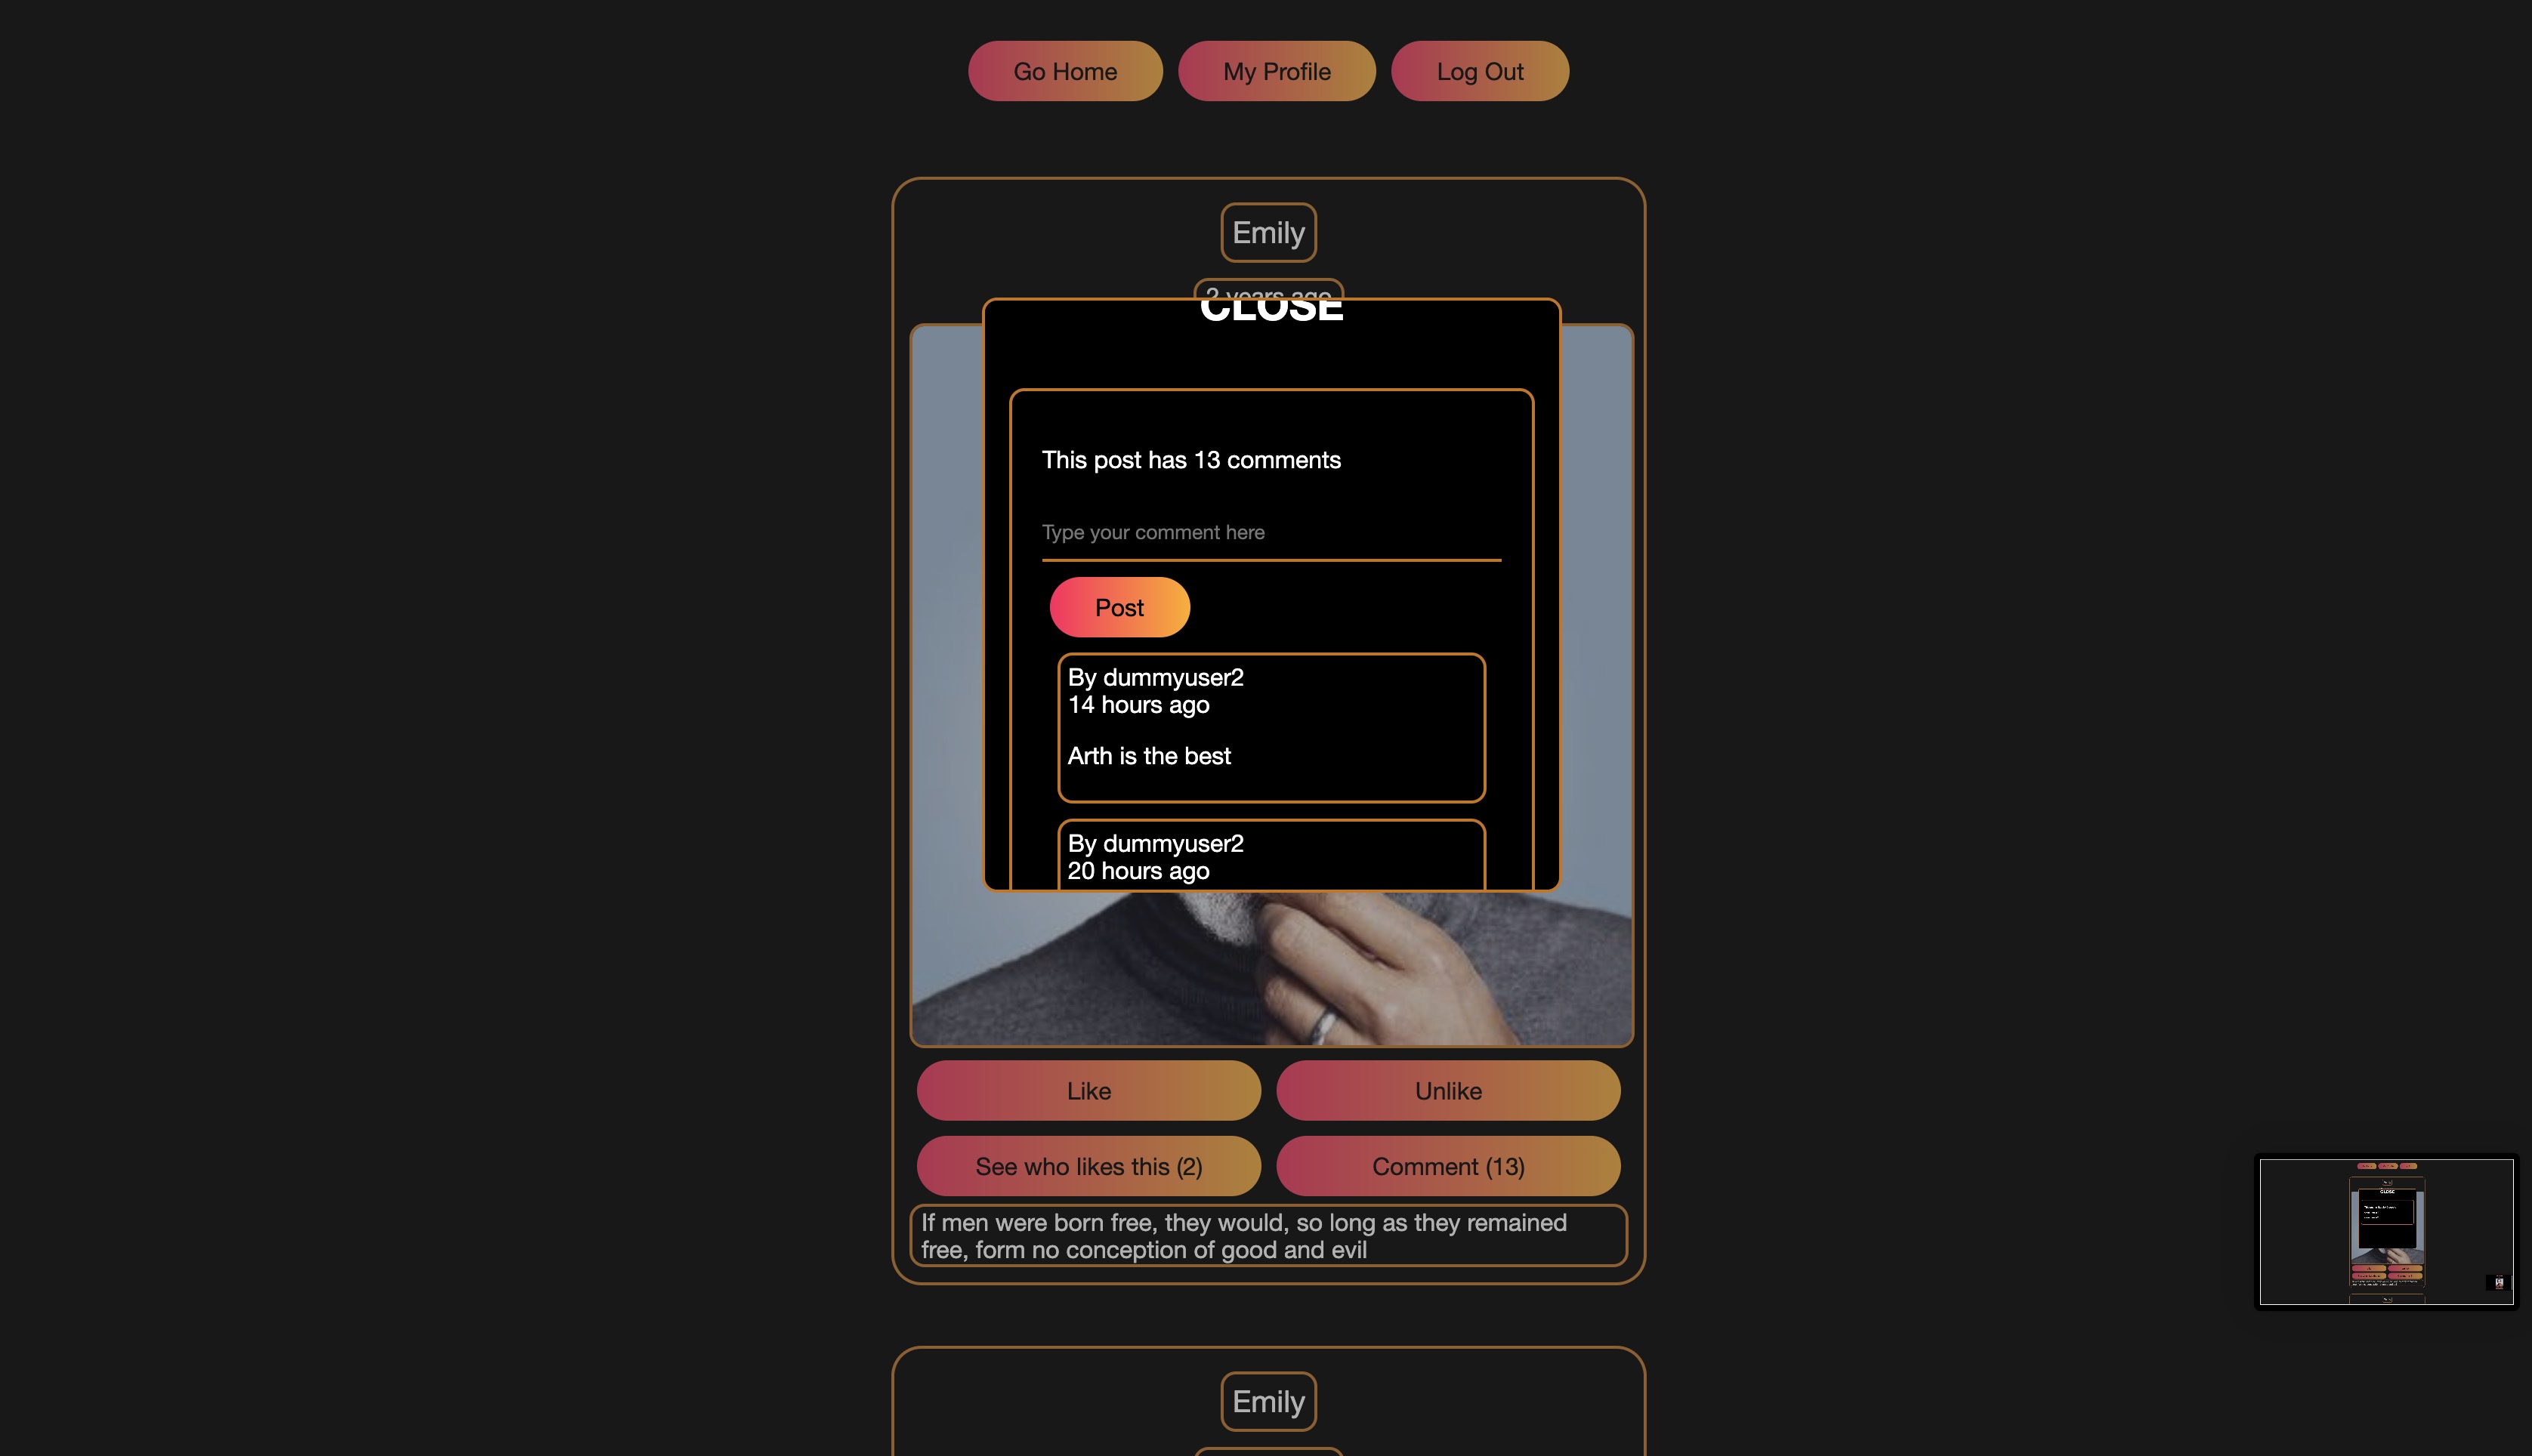 Go Home
My Profile
Log Out
Emily
2 years ago
CLOSE
This post has 13 comments
Type your comment here
Post
By dummyuser2
14 hours ago
Arth is the best
By dummyuser2
20 hours ago
Like
Unlike
See who likes this (2)
Comment (13)
If men were born free, they would, so long as they remained
free, form no conception of good and evil
Emily
CLOSE